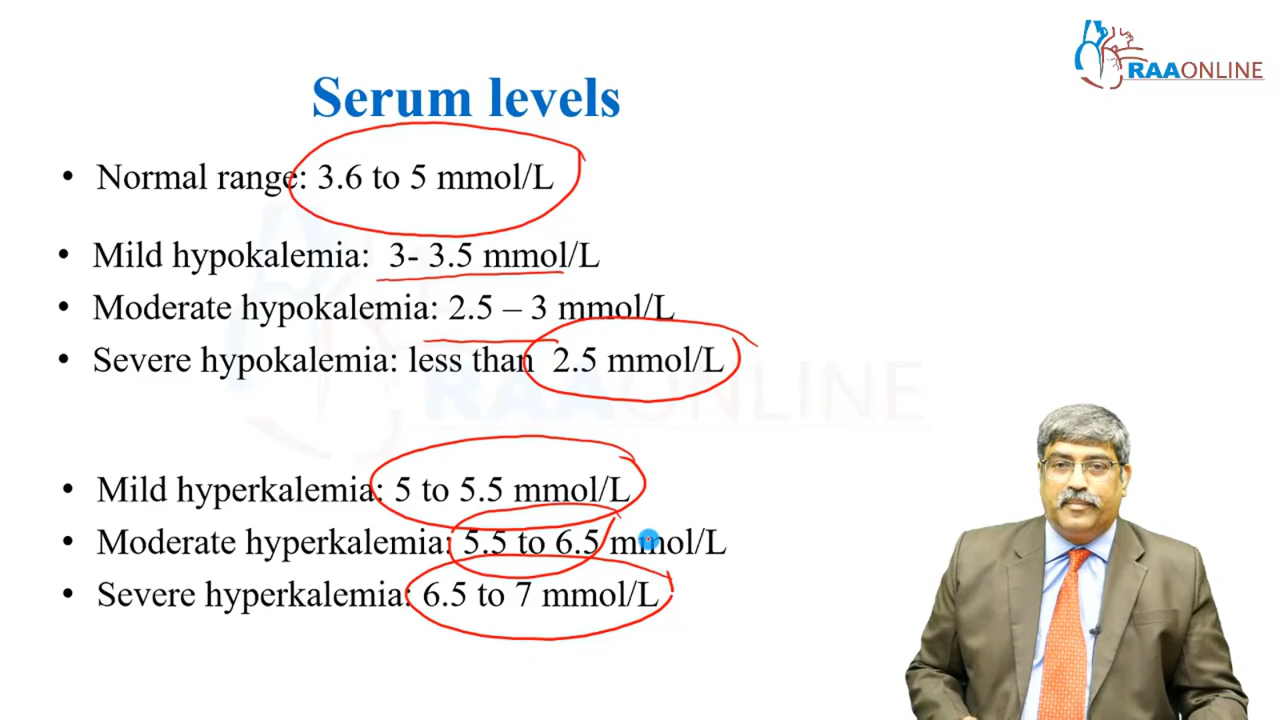 RAAONLINE
Serum levels
• Normal range: 3.6 to 5 mmol/L
• Mild hypokalemia: 3- 3.5 mmol/L
• Moderate hypokalemia: 2.5 – 3 mmol/L
• Severe hypokalemia: less than 2.5 mmol/L
RAAONLINE
• Mild hyperkalemia: 5 to 5.5 mmol/L
• Moderate hyperkalemia: 5.5 to 6.5 mmol/L
• Severe hyperkalemia: 6.5 to 7 mmol/L